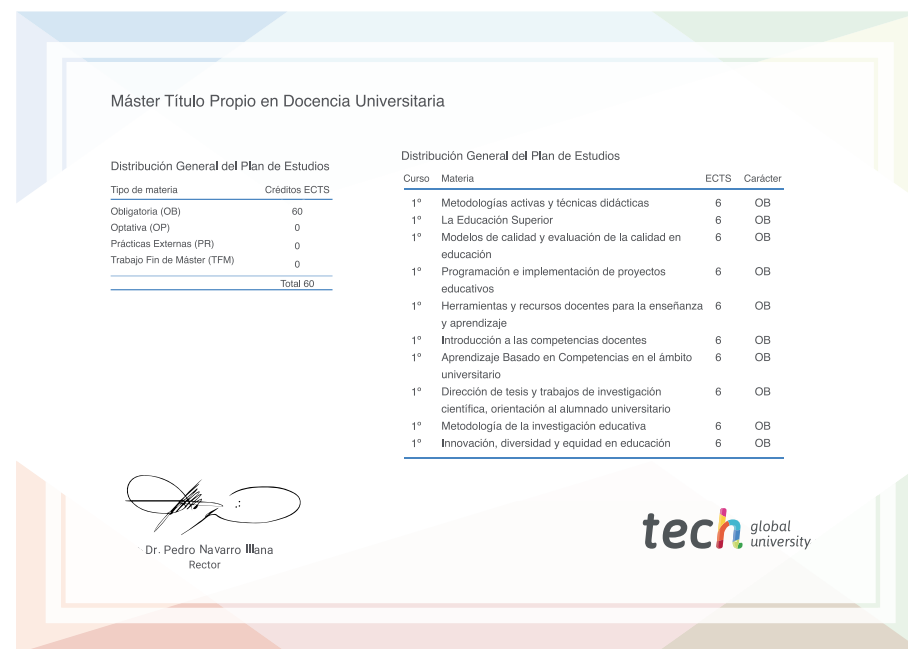 Máster Título Propio en Docencia Universitaria
Distribución General del Plan de Estudios
Tipo de materia Créditos ECTS
Obligatoria (OB) 60
Optativa (OP) 0
Prácticas Externas (PR) 0
Trabajo Fin de Máster (TFM) 0
Total 60
Distribución General del Plan de Estudios
Curso Materia ECTS Carácter
1º Metodologías activas y técnicas didácticas 6 OB
1º La Educación Superior 6 OB
1º Modelos de calidad y evaluación de la calidad en 6 OB
educación
1º Programación e implementación de proyectos 6 OB
educativos
1º Herramientas y recursos docentes para la enseñanza 6 OB
y aprendizaje
1º Introducción a las competencias docentes 6 OB
1º Aprendizaje Basado en Competencias en el ámbito 6 OB
universitario
1º Dirección de tesis y trabajos de investigación 6 OB
científica, orientación al alumnado universitario
1º Metodología de la investigación educativa 6 OB
1º Innovación, diversidad y equidad en educación 6 OB
Dr. Pedro Navarro Illana
Rector
tech global
university